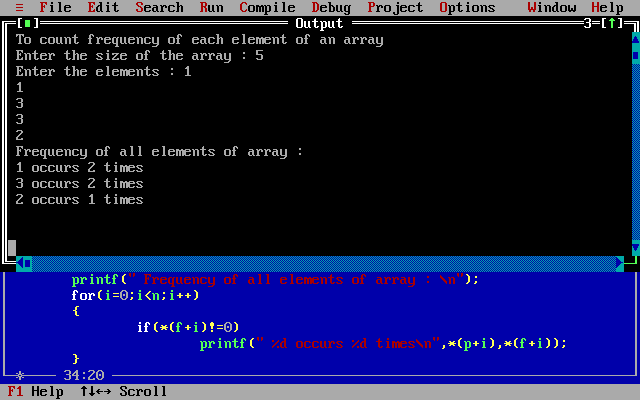 ≡ File Edit Search Run Compile Debug Project Options Window Help
[■] Output 3=[↑]
To count frequency of each element of an array
Enter the size of the array : 5
Enter the elements : 1
1
3
3
2
Frequency of all elements of array :
1 occurs 2 times
3 occurs 2 times
2 occurs 1 times
printf(" Frequency of all elements of array : \n");
for(i=0;i<n;i++)
{
if(*(f+i)!=0)
printf(" %d occurs %d times\n",*(p+i),*(f+i));
}
* 34:20
F1 Help ↑↓←→ Scroll